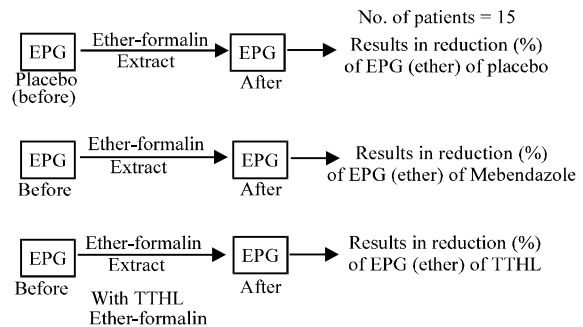 No. of patients = 15
Ether-formalin
EPG
Extract
EPG
Results in reduction (%)
of EPG (ether) of placebo
Placebo
(before)
After
Ether-formalin
EPG
Extract
EPG
Results in reduction (%)
of EPG (ether) of Mebendazole
Before
After
Ether-formalin
EPG
Extract
EPG
Results in reduction (%)
of EPG (ether) of TTHL
Before
After
With TTHL
Ether-formalin